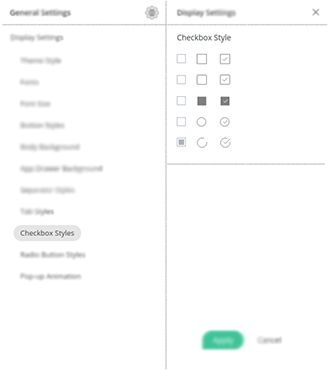 General Settings
Display Settings
Display Settings
Checkbox Style
Theme Style
Fonts
Font Size
Button Styles
Body Background
App Drawer Background
Separator Styles
Tab Styles
Checkbox Styles
Radio Button Styles
Pop-up Animation
Apply
Cancel